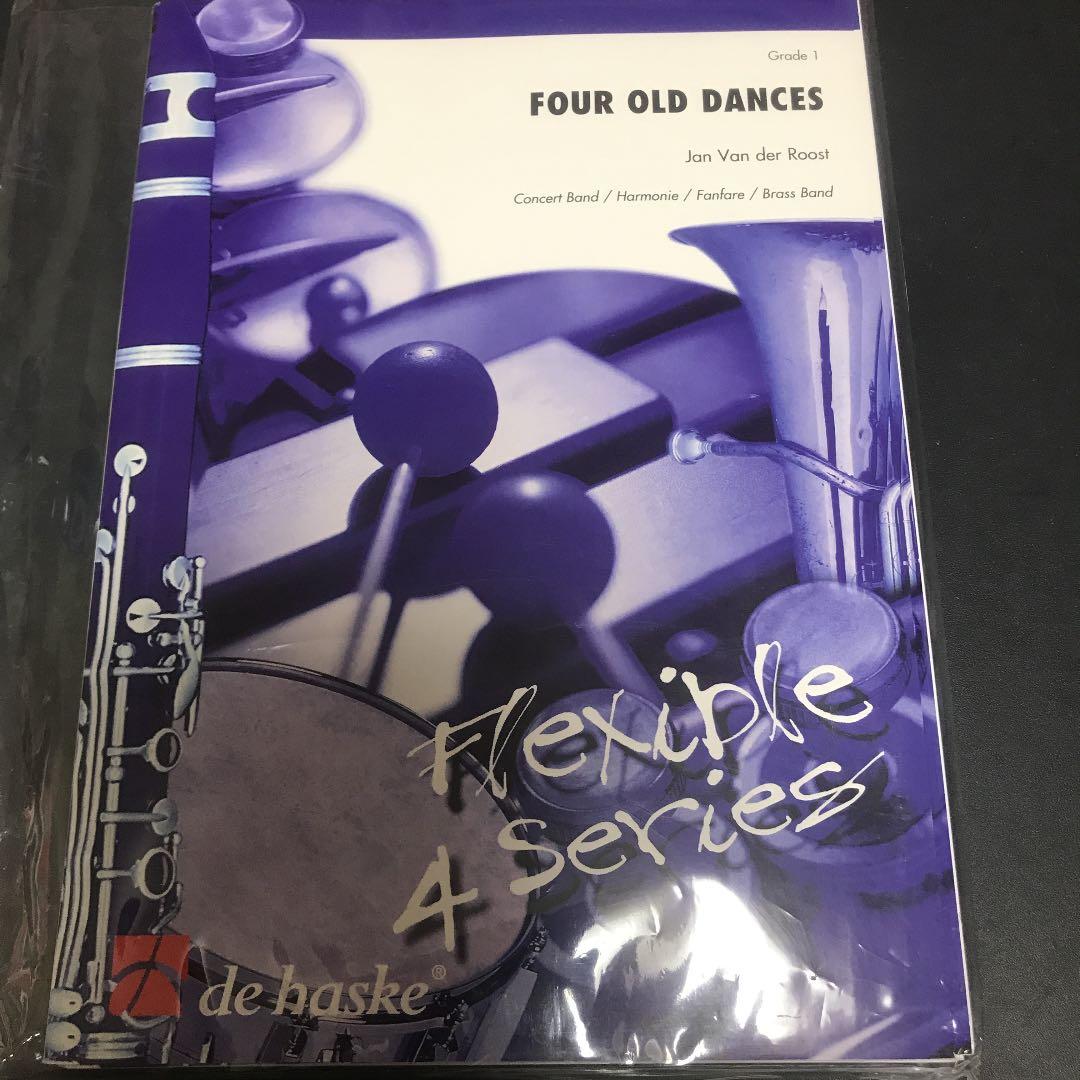 Grade 1
FOUR OLD DANCES
Jan Van der Roost
Concert Band / Harmonie / Fanfare / Brass Band
Flexible
4 series
de haske®